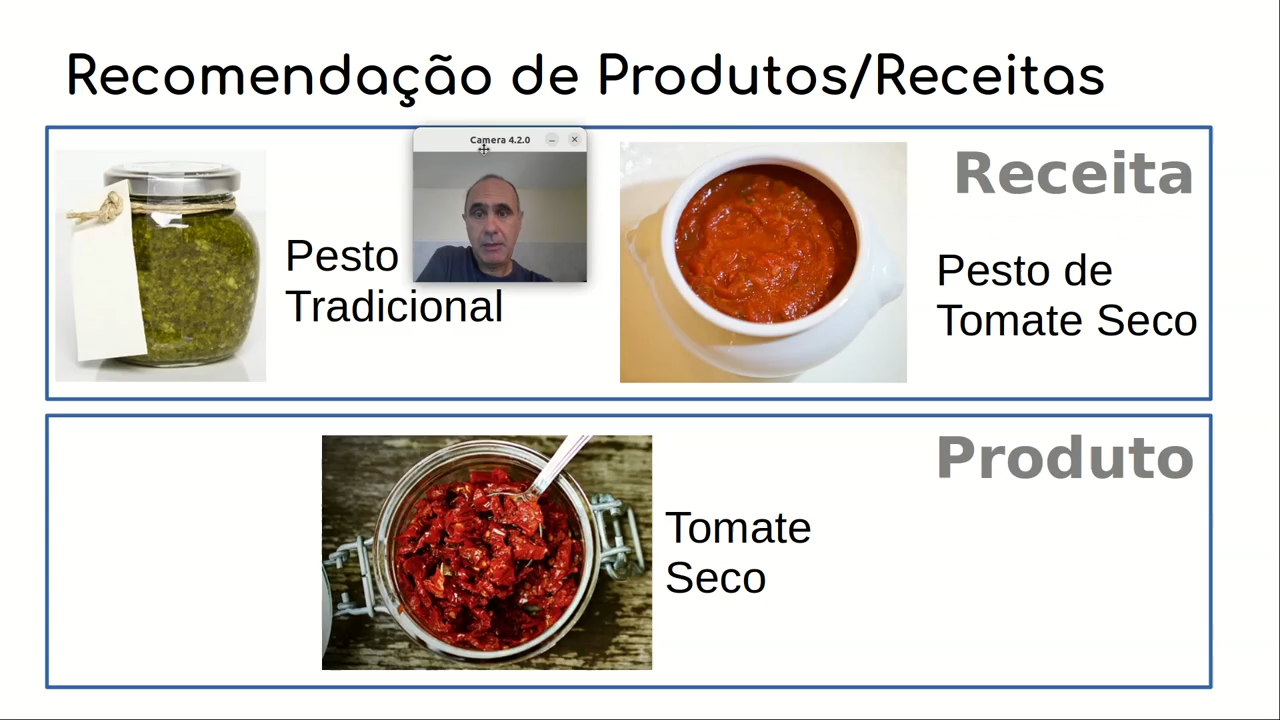 Recomendação de Produtos/Receitas
Camera 4.2.0
Receita
Pesto
Tradicional
Pesto de
Tomate Seco
Produto
Tomate
Seco